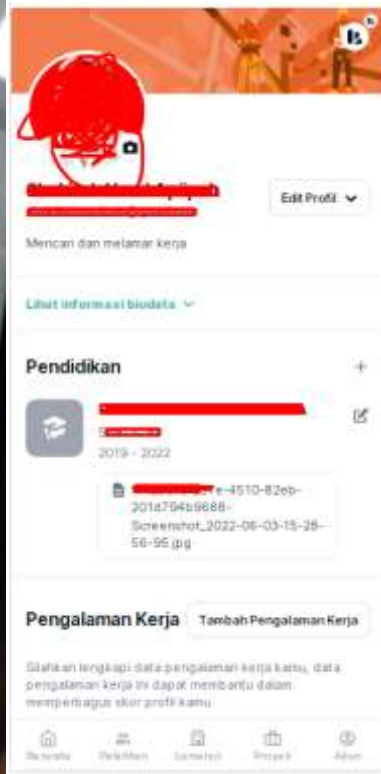 Edit Profil
Mencari dan melamar kerja
Lihat informasi biodata
Pendidikan
2019 - 2022
e-4510-82eb-
201d794b9688-
Screenshot_2022-06-03-15-28-
56-95.jpg
Pengalaman Kerja Tambah Pengalaman Kerja
Silahkan lengkapi data pengalaman kerja kamu, data
pengalaman kerja ini dapat membantu dalam
memperbagus skor profil kamu
Beranda Pelatihan Lamaran Proyek Akun